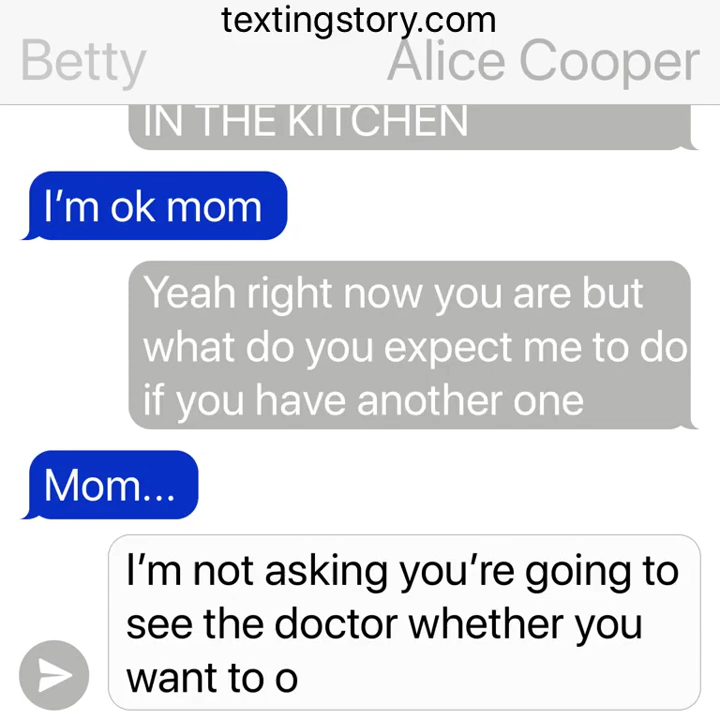 textingstory.com
Betty
Alice Cooper
IN THE KITCHEN
I'm ok mom
Yeah right now you are but
what do you expect me to do
if you have another one
Mom...
I'm not asking you're going to
see the doctor whether you
want to o